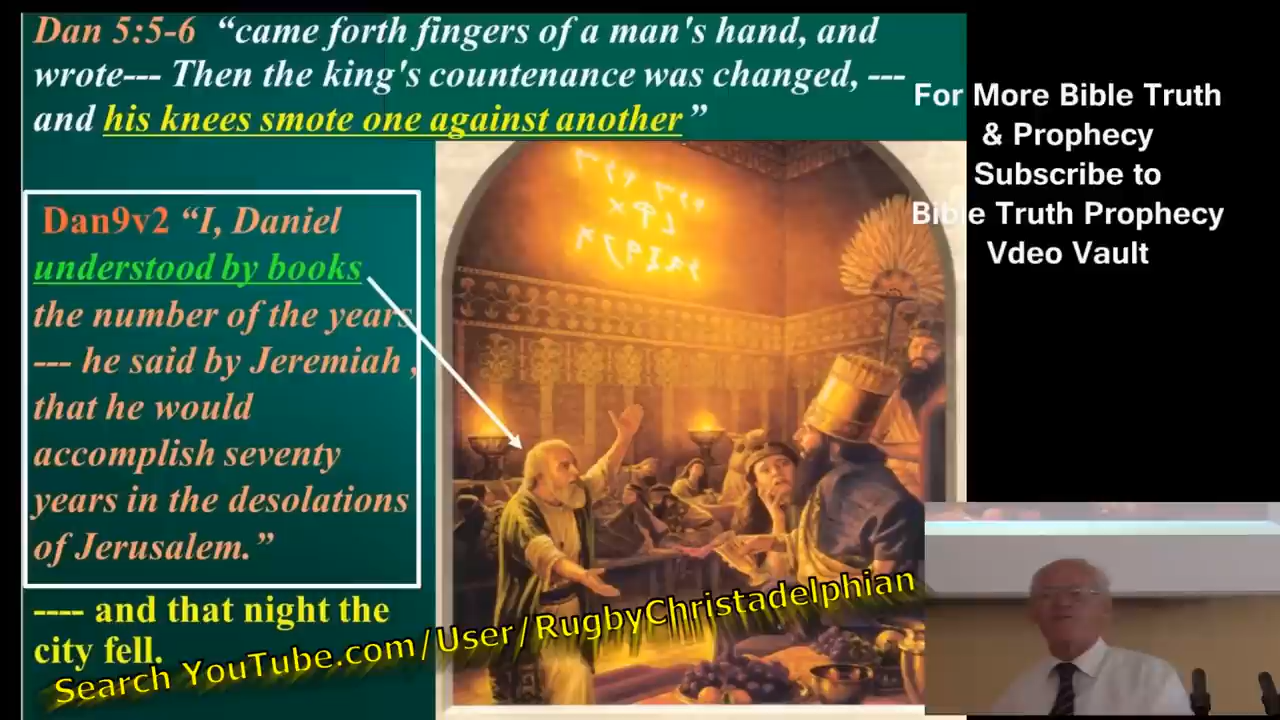 Dan 5:5-6 “came forth fingers of a man's hand, and
wrote--- Then the king's countenance was changed, ---
and his knees smote one against another”
Dan9v2 “I, Daniel
understood by books
the number of the years
--- he said by Jeremiah ,
that he would
accomplish seventy
years in the desolations
of Jerusalem.”
---- and that night the
city fell.
Search YouTube.com/User/RugbyChristadelphian
For More Bible Truth
& Prophecy
Subscribe to
Bible Truth Prophecy
Vdeo Vault